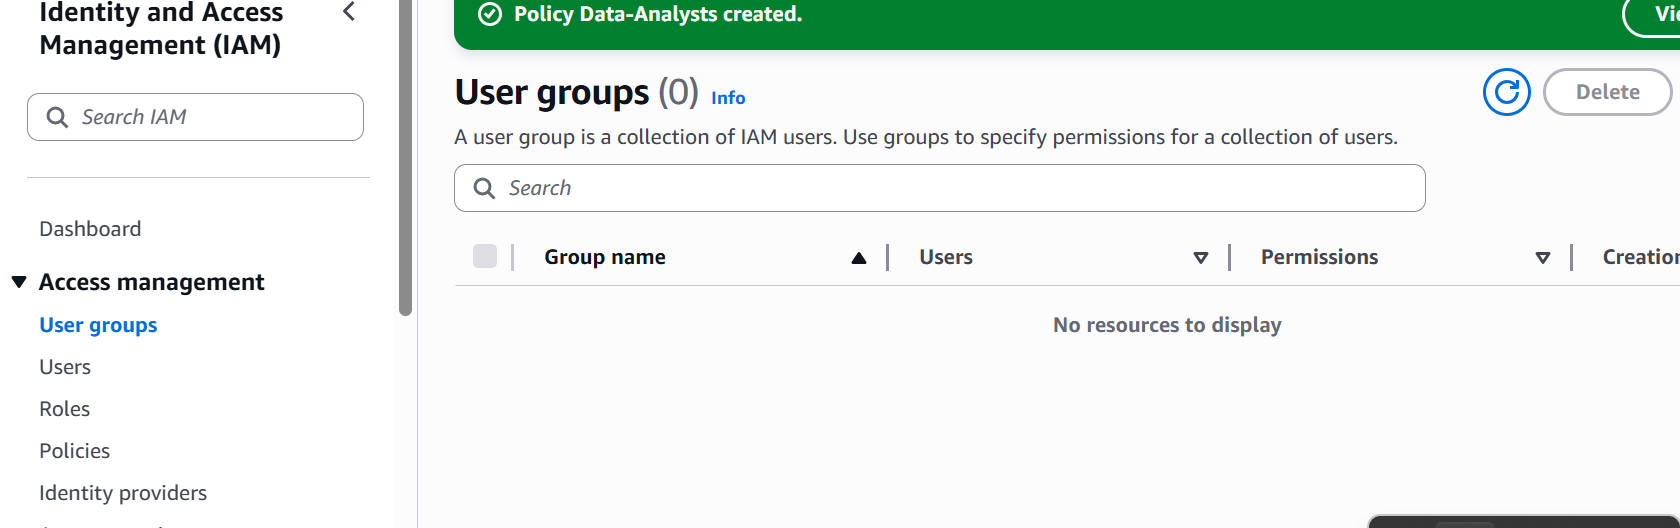 Identity and Access
Management (IAM)
Search IAM
Dashboard
Access management
User groups
Users
Roles
Policies
Identity providers
Policy Data-Analysts created.
User groups (0) Info
Delete
A user group is a collection of IAM users. Use groups to specify permissions for a collection of users.
Search
Group name Users Permissions
No resources to display